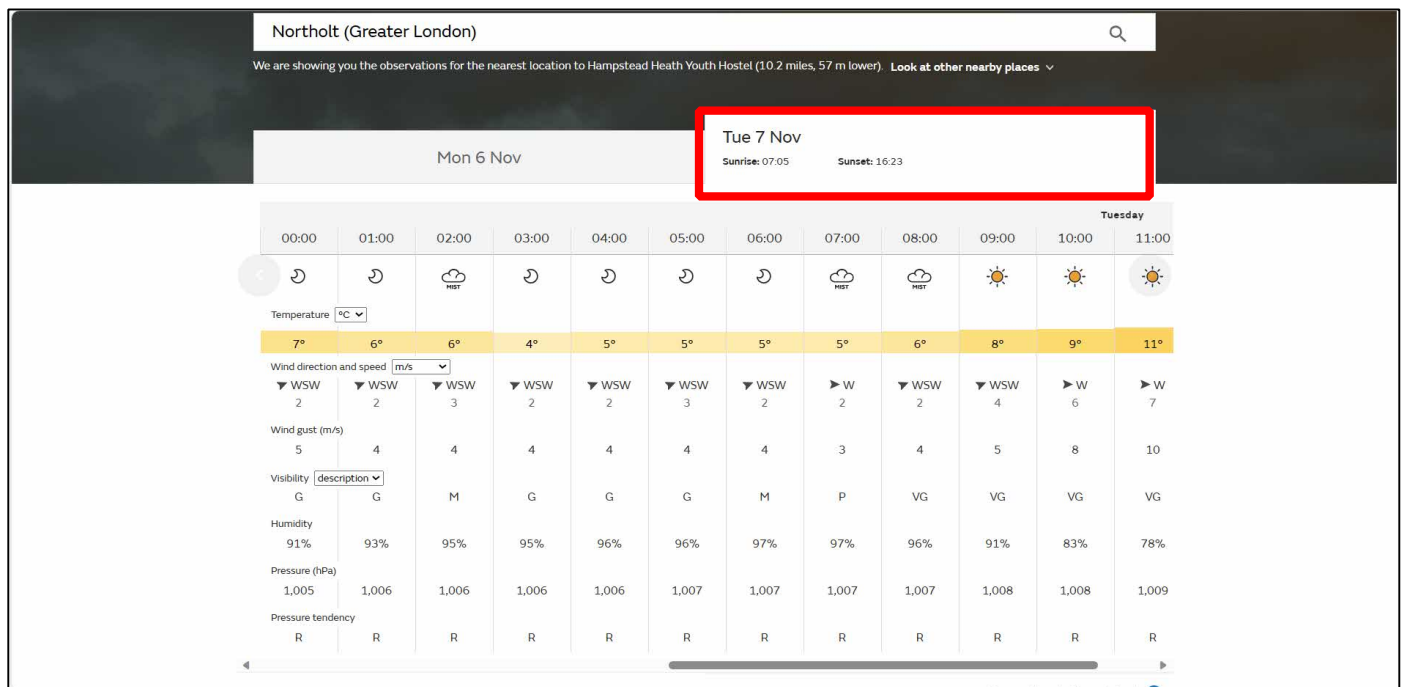 Northolt (Greater London)
We are showing you the observations for the nearest location to Hampstead Heath Youth Hostel (10.2 miles, 57 m lower). Look at other nearby places
Mon 6 Nov
Tue 7 Nov
Sunrise: 07:05 Sunset: 16:23
Tuesday
00:00 01:00 02:00 03:00 04:00 05:00 06:00 07:00 08:00 09:00 10:00 11:00
MIST MIST MIST
Temperature °C
7° 6° 6° 4° 5° 5° 5° 5° 6° 8° 9° 11°
Wind direction and speed m/s
WSW WSW WSW WSW WSW WSW WSW W WSW WSW W W
2 2 3 2 2 3 2 2 2 4 6 7
Wind gust (m/s)
5 4 4 4 4 4 4 3 4 5 8 10
Visibility description
G G M G G G M P VG VG VG VG
Humidity
91% 93% 95% 95% 96% 96% 97% 97% 96% 91% 83% 78%
Pressure (hPa)
1,005 1,006 1,006 1,006 1,006 1,007 1,007 1,007 1,007 1,008 1,008 1,009
Pressure tendency
R R R R R R R R R R R R